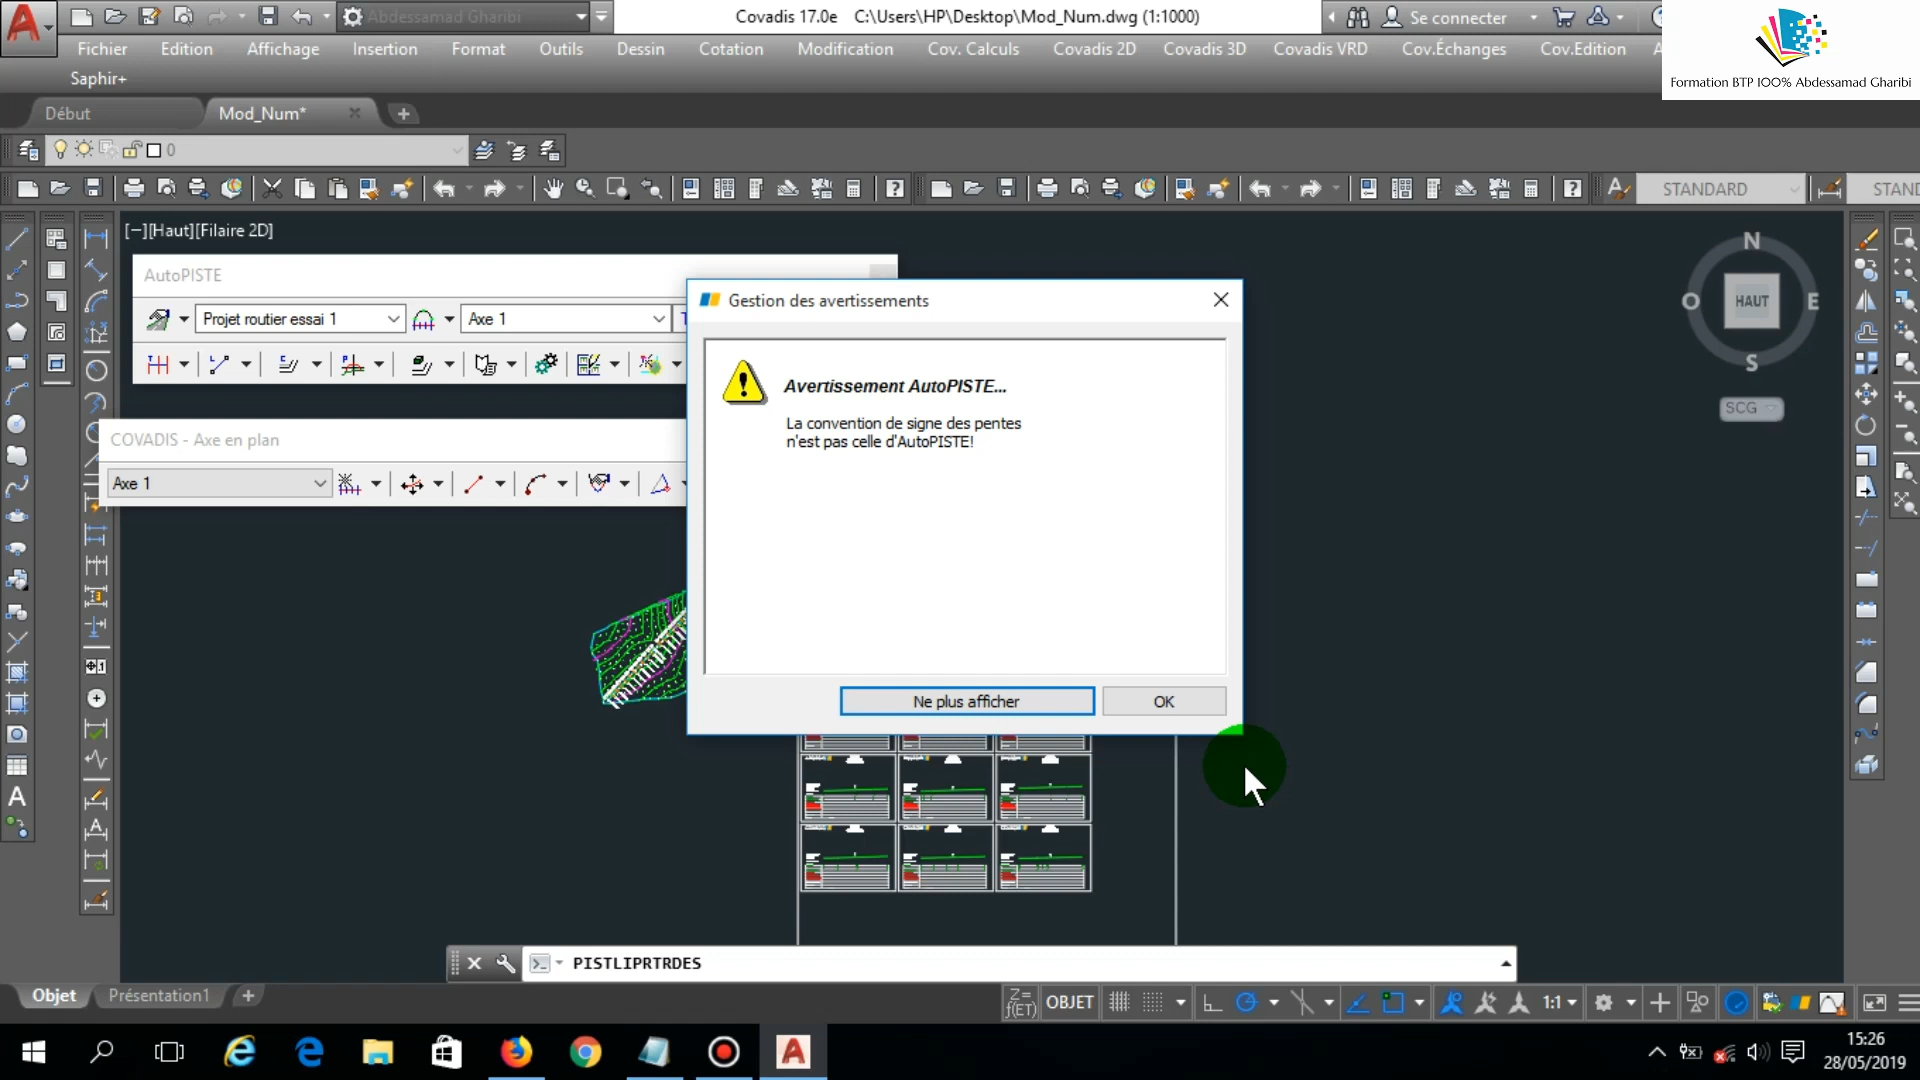 Abdessamad Gharibi
Covadis 17.0e C:\Users\HP\Desktop\Mod_Num.dwg (1:1000)
Se connecter
Fichier Edition Affichage Insertion Format Outils Dessin Cotation Modification Cov. Calculs Covadis 2D Covadis 3D Covadis VRD Cov.Échanges Cov.Edition
Formation BTP 100% Abdessamad Gharibi
Saphir+
Début Mod_Num*
0
STANDARD STAN
[−][Haut][Filaire 2D]
N
O HAUT E
S
SCG
AutoPISTE
Projet routier essai 1 Axe 1
COVADIS - Axe en plan
Axe 1
Gestion des avertissements
Avertissement AutoPISTE...
La convention de signe des pentes
n'est pas celle d'AutoPISTE!
Ne plus afficher OK
PISTLIPRTRDES
Objet Présentation1
OBJET 1:1
15:26
28/05/2019